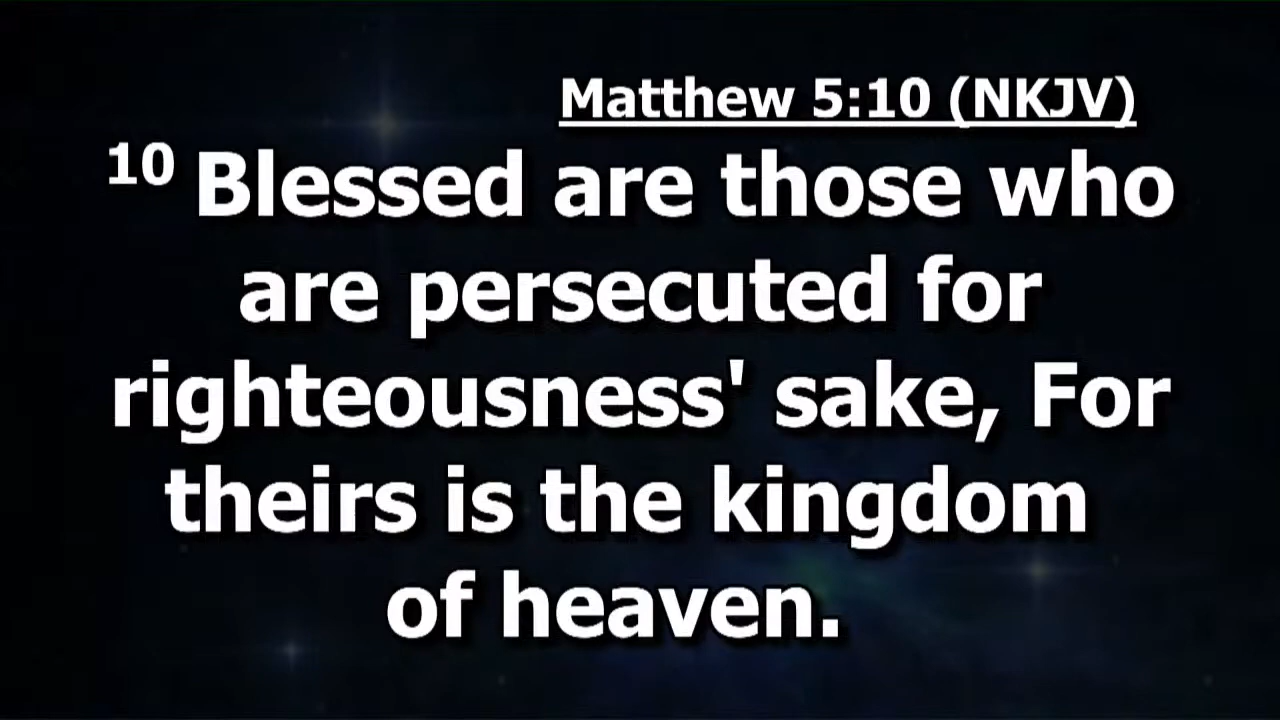 Matthew 5:10 (NKJV)
10 Blessed are those who
are persecuted for
righteousness' sake, For
theirs is the kingdom
of heaven.